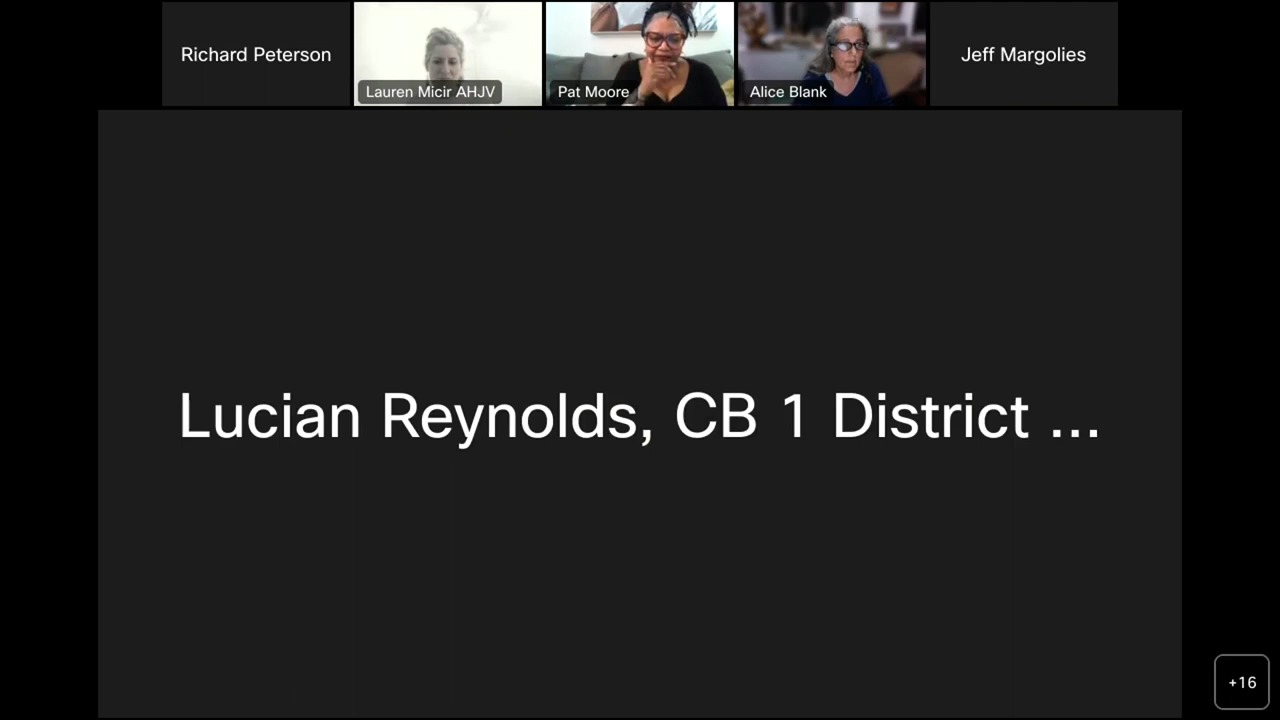 Richard Peterson
Lauren Micir AHJV
Pat Moore
Alice Blank
Jeff Margolies
Lucian Reynolds, CB 1 District ...
+16